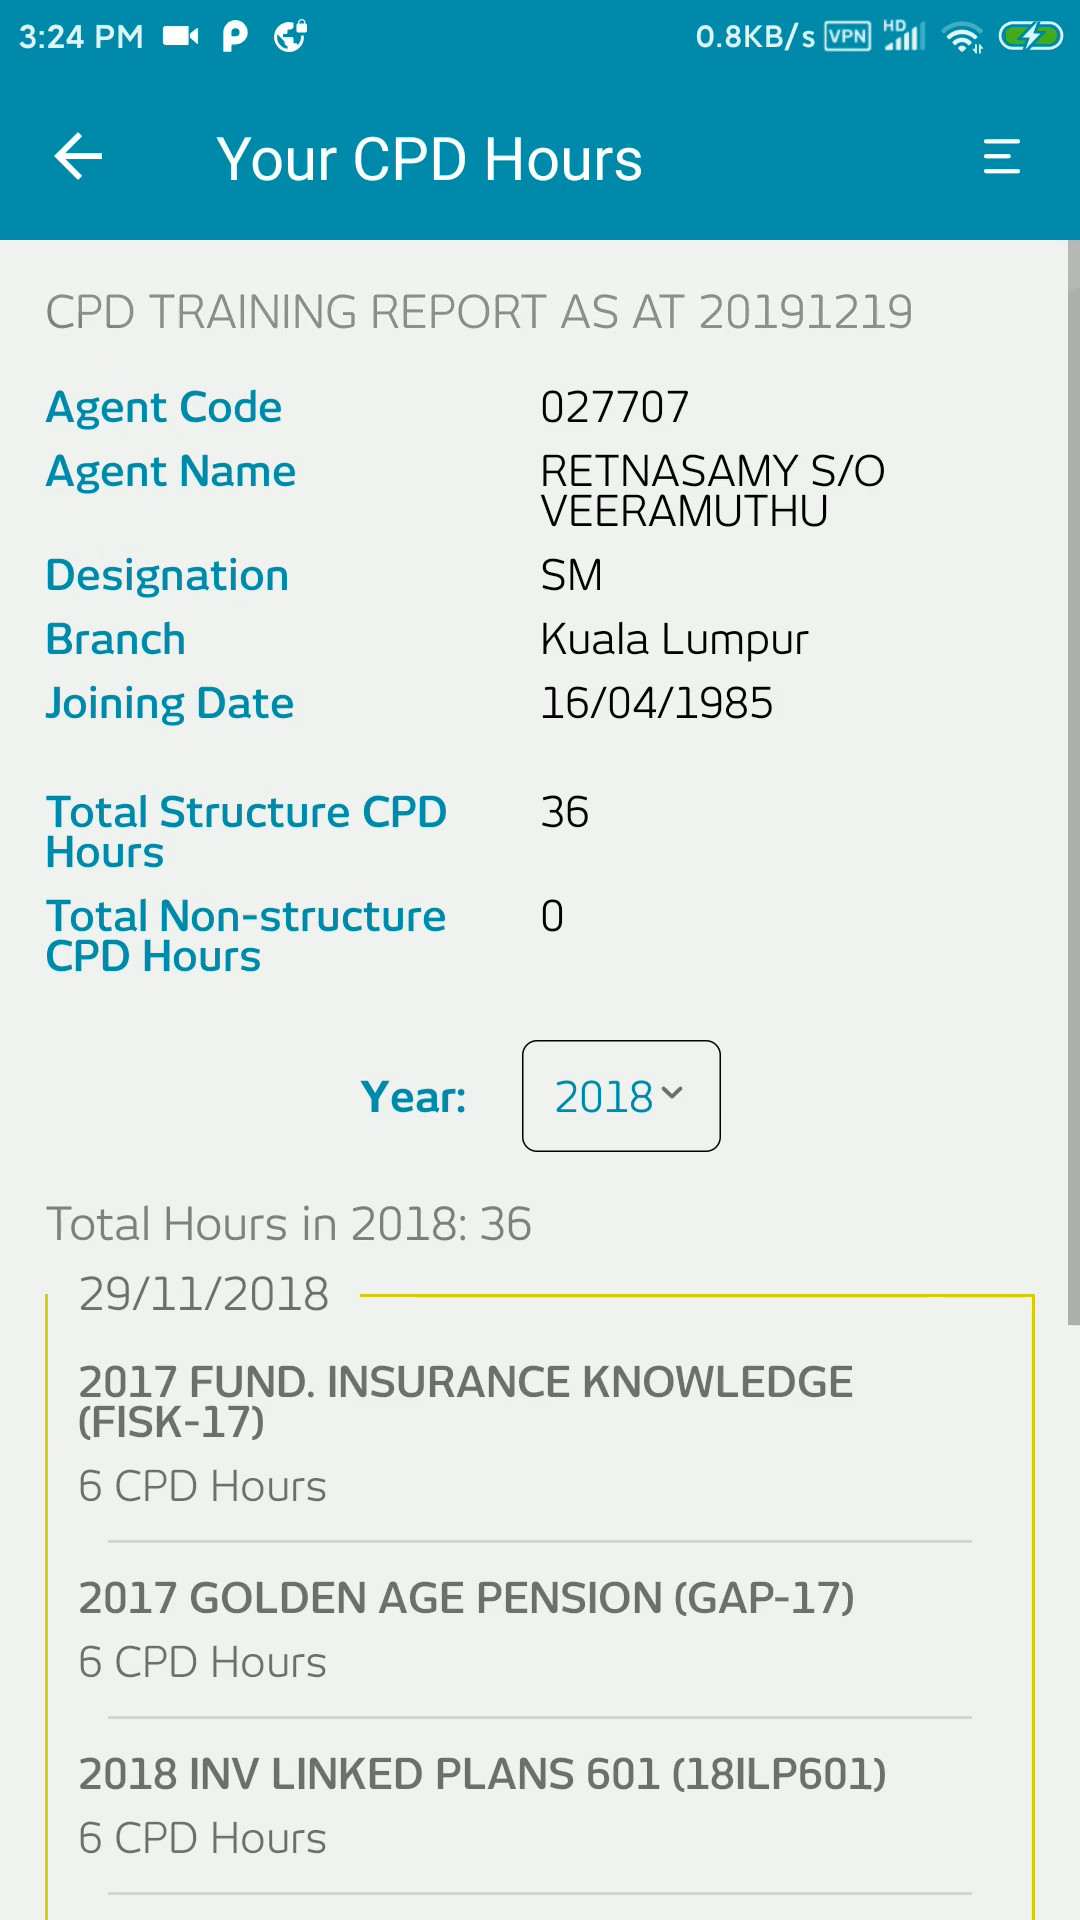 3:24 PM 0.8KB/s VPN HD
Your CPD Hours
CPD TRAINING REPORT AS AT 20191219
Agent Code 027707
Agent Name RETNASAMY S/O
VEERAMUTHU
Designation SM
Branch Kuala Lumpur
Joining Date 16/04/1985
Total Structure CPD 36
Hours
Total Non-structure 0
CPD Hours
Year: 2018
Total Hours in 2018: 36
29/11/2018
2017 FUND. INSURANCE KNOWLEDGE
(FISK-17)
6 CPD Hours
2017 GOLDEN AGE PENSION (GAP-17)
6 CPD Hours
2018 INV LINKED PLANS 601 (18ILP601)
6 CPD Hours